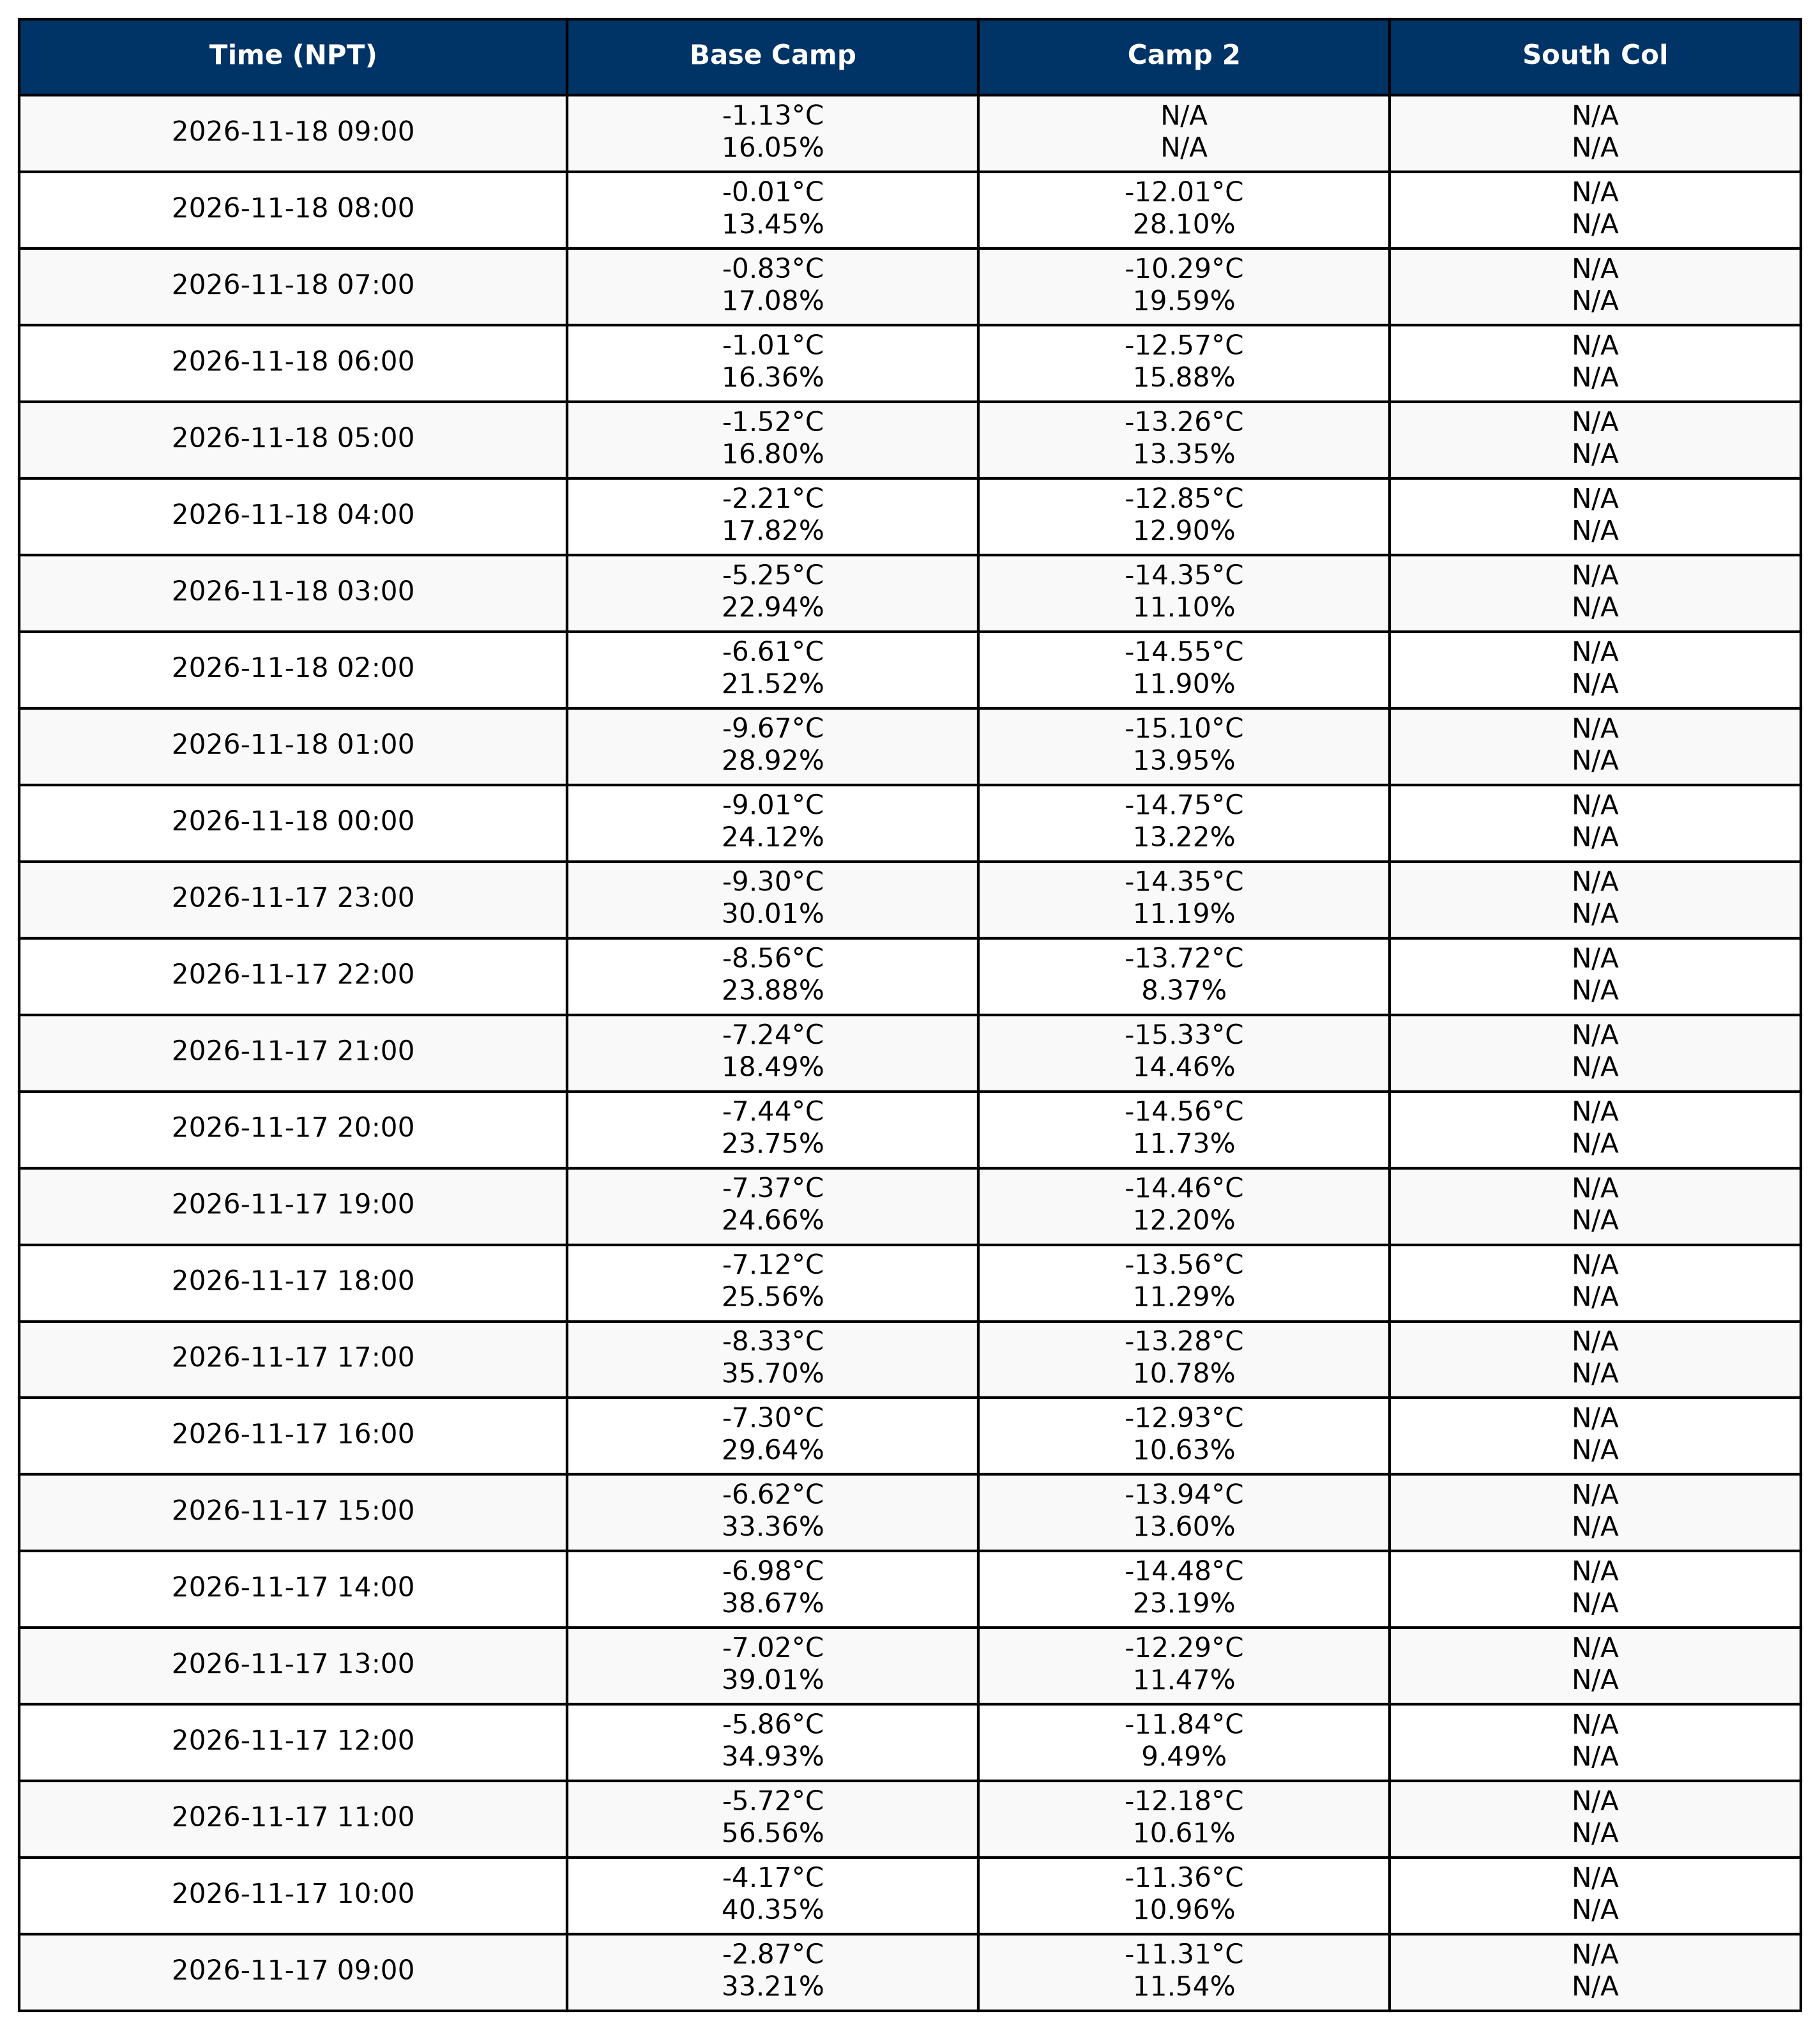 Time (NPT) Base Camp Camp 2 South Col
2026-11-18 09:00 -1.13°C N/A N/A
16.05% N/A N/A
2026-11-18 08:00 -0.01°C -12.01°C N/A
13.45% 28.10% N/A
2026-11-18 07:00 -0.83°C -10.29°C N/A
17.08% 19.59% N/A
2026-11-18 06:00 -1.01°C -12.57°C N/A
16.36% 15.88% N/A
2026-11-18 05:00 -1.52°C -13.26°C N/A
16.80% 13.35% N/A
2026-11-18 04:00 -2.21°C -12.85°C N/A
17.82% 12.90% N/A
2026-11-18 03:00 -5.25°C -14.35°C N/A
22.94% 11.10% N/A
2026-11-18 02:00 -6.61°C -14.55°C N/A
21.52% 11.90% N/A
2026-11-18 01:00 -9.67°C -15.10°C N/A
28.92% 13.95% N/A
2026-11-18 00:00 -9.01°C -14.75°C N/A
24.12% 13.22% N/A
2026-11-17 23:00 -9.30°C -14.35°C N/A
30.01% 11.19% N/A
2026-11-17 22:00 -8.56°C -13.72°C N/A
23.88% 8.37% N/A
2026-11-17 21:00 -7.24°C -15.33°C N/A
18.49% 14.46% N/A
2026-11-17 20:00 -7.44°C -14.56°C N/A
23.75% 11.73% N/A
2026-11-17 19:00 -7.37°C -14.46°C N/A
24.66% 12.20% N/A
2026-11-17 18:00 -7.12°C -13.56°C N/A
25.56% 11.29% N/A
2026-11-17 17:00 -8.33°C -13.28°C N/A
35.70% 10.78% N/A
2026-11-17 16:00 -7.30°C -12.93°C N/A
29.64% 10.63% N/A
2026-11-17 15:00 -6.62°C -13.94°C N/A
33.36% 13.60% N/A
2026-11-17 14:00 -6.98°C -14.48°C N/A
38.67% 23.19% N/A
2026-11-17 13:00 -7.02°C -12.29°C N/A
39.01% 11.47% N/A
2026-11-17 12:00 -5.86°C -11.84°C N/A
34.93% 9.49% N/A
2026-11-17 11:00 -5.72°C -12.18°C N/A
56.56% 10.61% N/A
2026-11-17 10:00 -4.17°C -11.36°C N/A
40.35% 10.96% N/A
2026-11-17 09:00 -2.87°C -11.31°C N/A
33.21% 11.54% N/A